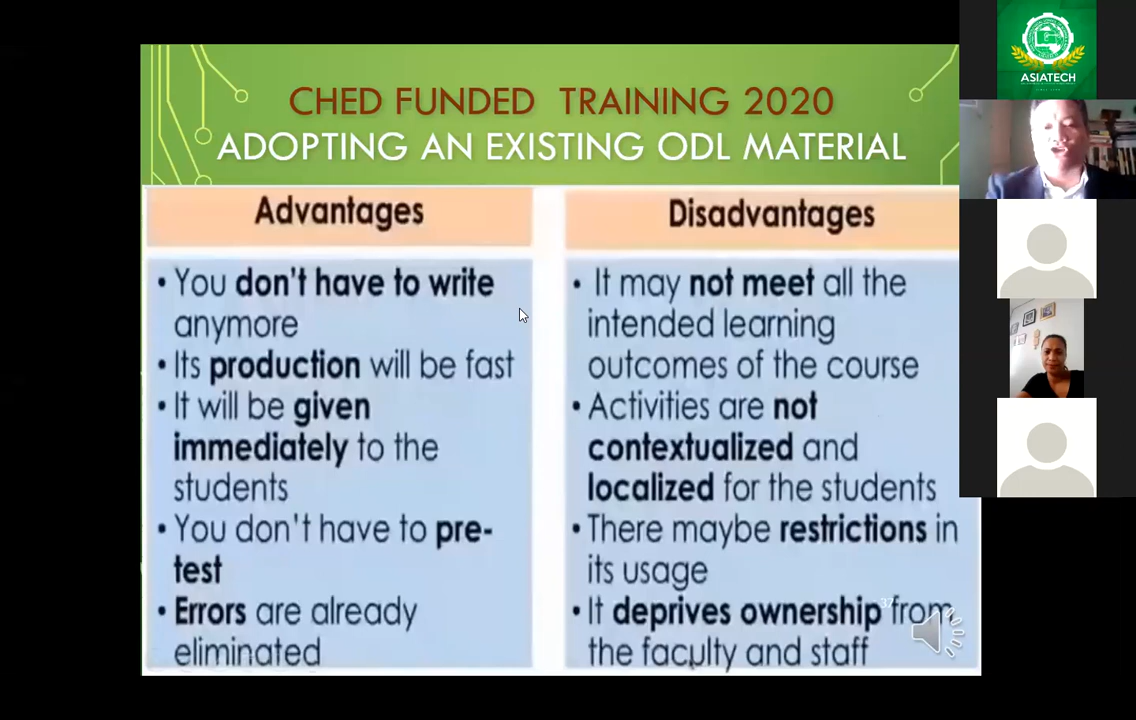 CHED FUNDED TRAINING 2020
ADOPTING AN EXISTING ODL MATERIAL
Advantages
• You don't have to write
anymore
• Its production will be fast
• It will be given
immediately to the
students
• You don't have to pre-
test
• Errors are already
eliminated
Disadvantages
• It may not meet all the
intended learning
outcomes of the course
• Activities are not
contextualized and
localized for the students
• There maybe restrictions in
its usage
• It deprives ownership from
the faculty and staff
37
ASIATECH